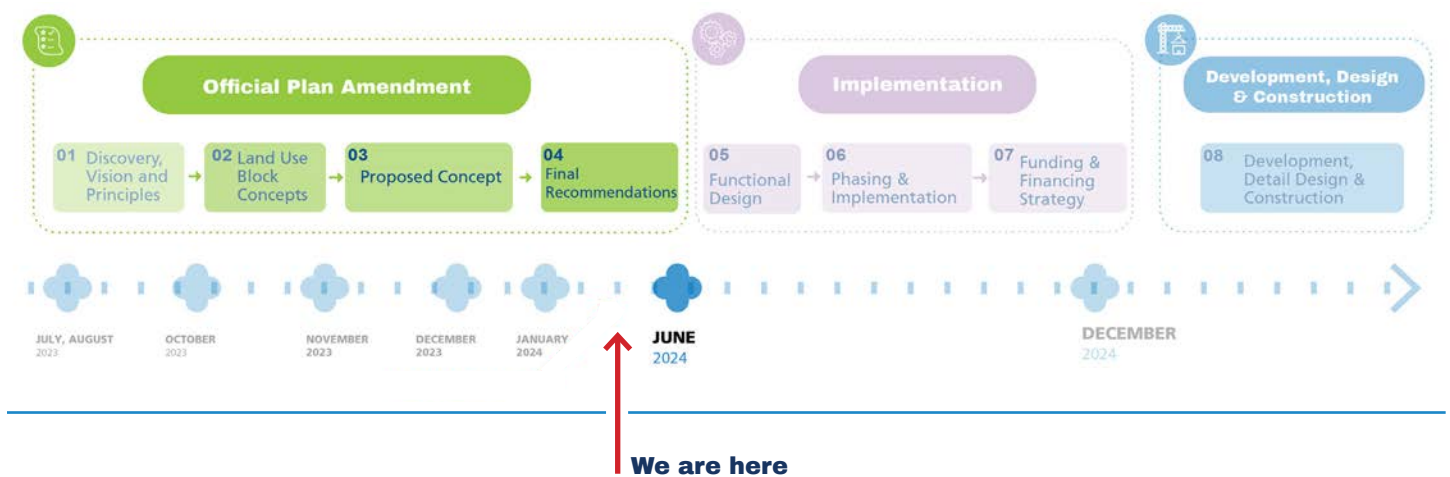 Official Plan Amendment
Implementation
Development, Design
& Construction
01 Discovery,
Vision and
Principles
02 Land Use
Block
Concepts
03
Proposed Concept
04
Final
Recommendations
05
Functional
Design
06
Phasing &
Implementation
07 Funding &
Financing
Strategy
08 Development,
Detail Design &
Construction
JULY, AUGUST
2023
OCTOBER
2023
NOVEMBER
2023
DECEMBER
2023
JANUARY
2024
JUNE
2024
DECEMBER
2024
We are here